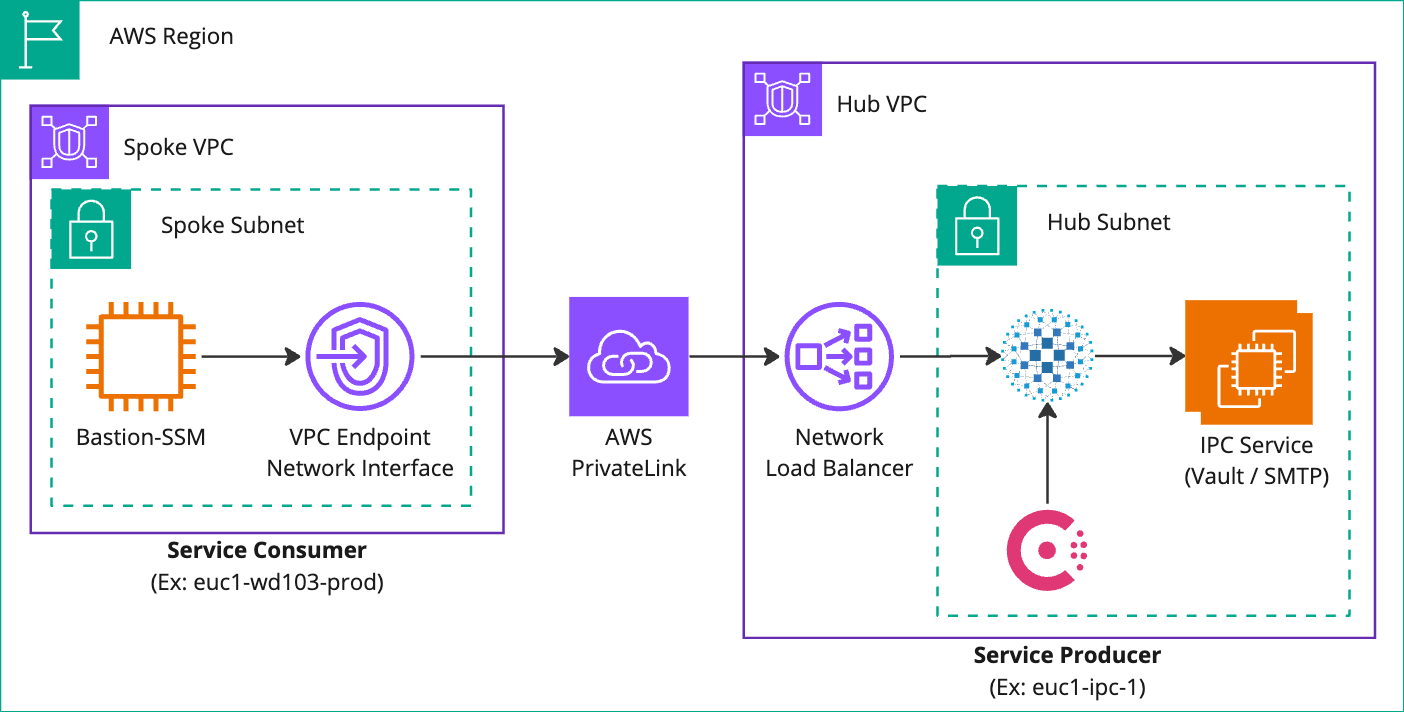 AWS Region
Hub VPC
Spoke VPC
Spoke Subnet
Hub Subnet
Bastion-SSM
VPC Endpoint
Network Interface
AWS
PrivateLink
Network
Load Balancer
IPC Service
(Vault / SMTP)
Service Consumer
(Ex: euc1-wd103-prod)
Service Producer
(Ex: euc1-ipc-1)